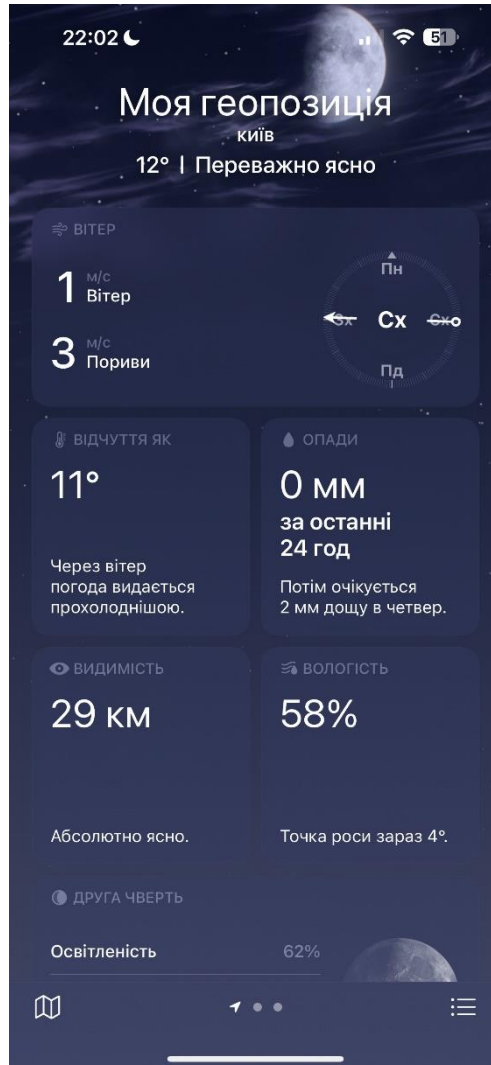 22:02
51
Моя геопозиція
київ
12° | Переважно ясно
ВІТЕР
1 м/с
Вітер
3 м/с
Пориви
Пн
Зх Сх Сх
Пд
ВІДЧУТТЯ ЯК
11°
Через вітер
погода видається
прохолоднішою.
ОПАДИ
0 мм
за останні
24 год
Потім очікується
2 мм дощу в четвер.
ВИДИМІСТЬ
29 км
Абсолютно ясно.
ВОЛОГІСТЬ
58%
Точка роси зараз 4°.
ДРУГА ЧВЕРТЬ
Освітленість 62%